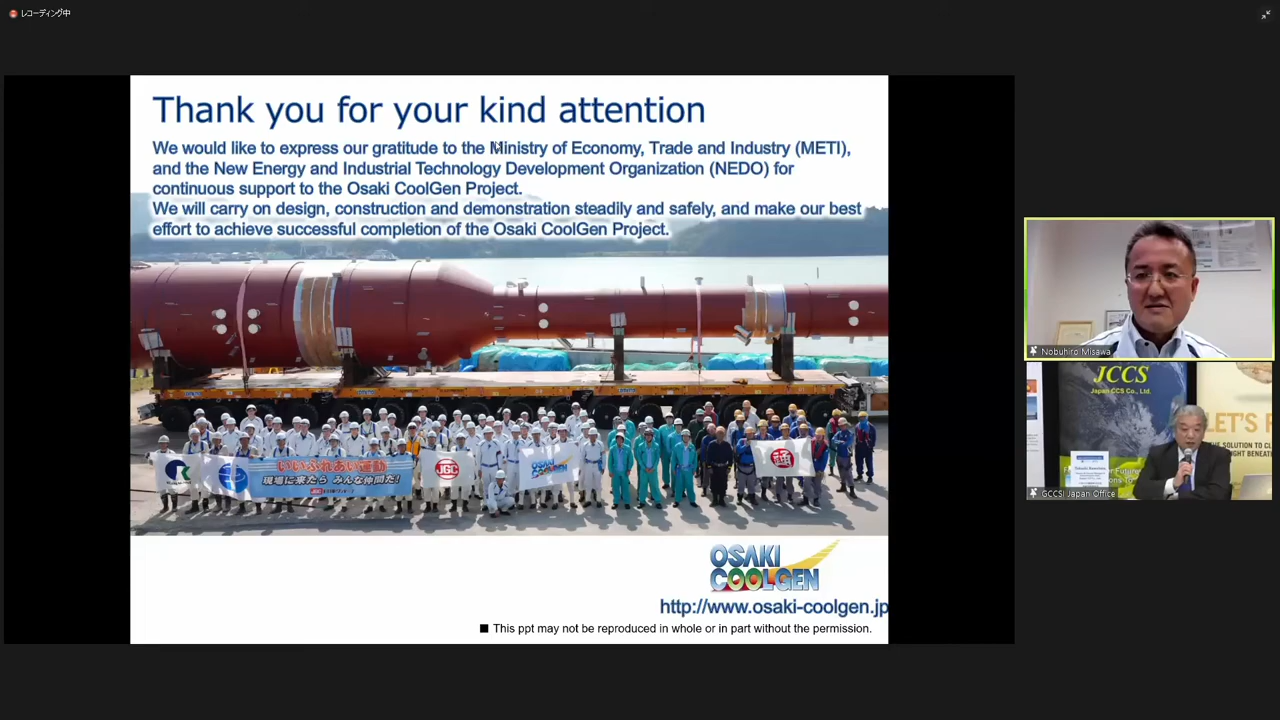 レコーディング中
Thank you for your kind attention
We would like to express our gratitude to the Ministry of Economy, Trade and Industry (METI),
and the New Energy and Industrial Technology Development Organization (NEDO) for
continuous support to the Osaki CoolGen Project.
We will carry on design, construction and demonstration steadily and safely, and make our best
effort to achieve successful completion of the Osaki CoolGen Project.
いいふれあい運動
現場に来たら みんな仲間だ!
JGC
OSAKI
COOLGEN
OSAKI
COOLGEN
http://www.osaki-coolgen.jp
■ This ppt may not be reproduced in whole or in part without the permission.
Nobuhiro Misawa
JCCS
Japan CCS Co., Ltd.
LET'S
GCCSI Japan Office